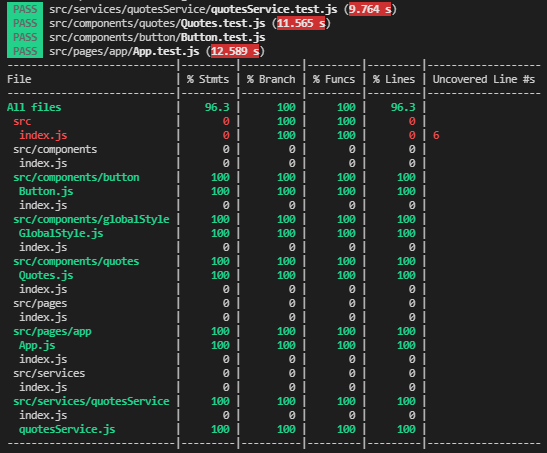 PASS src/services/quotesService/quotesService.test.js (9.764 s)
PASS src/components/quotes/Quotes.test.js (11.565 s)
PASS src/components/button/Button.test.js
PASS src/pages/app/App.test.js (12.589 s)
-----------------------------|---------|----------|---------|---------|-------------------
File | % Stmts | % Branch | % Funcs | % Lines | Uncovered Line #s
-----------------------------|---------|----------|---------|---------|-------------------
All files | 96.3 | 100 | 100 | 96.3 |
src | 0 | 100 | 100 | 0 |
index.js | 0 | 100 | 100 | 0 | 6
src/components | 0 | 0 | 0 | 0 |
index.js | 0 | 0 | 0 | 0 |
src/components/button | 100 | 100 | 100 | 100 |
Button.js | 100 | 100 | 100 | 100 |
index.js | 0 | 0 | 0 | 0 |
src/components/globalStyle | 100 | 100 | 100 | 100 |
GlobalStyle.js | 100 | 100 | 100 | 100 |
index.js | 0 | 0 | 0 | 0 |
src/components/quotes | 100 | 100 | 100 | 100 |
Quotes.js | 100 | 100 | 100 | 100 |
index.js | 0 | 0 | 0 | 0 |
src/pages | 0 | 0 | 0 | 0 |
index.js | 0 | 0 | 0 | 0 |
src/pages/app | 100 | 100 | 100 | 100 |
App.js | 100 | 100 | 100 | 100 |
index.js | 0 | 0 | 0 | 0 |
src/services | 0 | 0 | 0 | 0 |
index.js | 0 | 0 | 0 | 0 |
src/services/quotesService | 100 | 100 | 100 | 100 |
index.js | 0 | 0 | 0 | 0 |
quotesService.js | 100 | 100 | 100 | 100 |
-----------------------------|---------|----------|---------|---------|-------------------